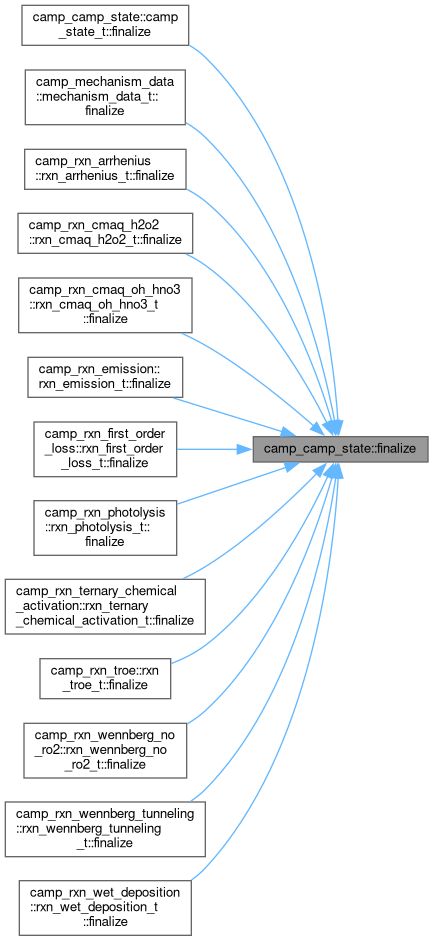 camp_camp_state::camp
_state_t::finalize
camp_mechanism_data
::mechanism_data_t::
finalize
camp_rxn_arrhenius
::rxn_arrhenius_t::finalize
camp_rxn_cmaq_h2o2
::rxn_cmaq_h2o2_t::finalize
camp_rxn_cmaq_oh_hno3
::rxn_cmaq_oh_hno3_t
::finalize
camp_rxn_emission::
rxn_emission_t::finalize
camp_rxn_first_order
_loss::rxn_first_order
_loss_t::finalize
camp_camp_state::finalize
camp_rxn_photolysis
::rxn_photolysis_t::
finalize
camp_rxn_ternary_chemical
_activation::rxn_ternary
_chemical_activation_t::finalize
camp_rxn_troe::rxn
_troe_t::finalize
camp_rxn_wennberg_no
_ro2::rxn_wennberg_no
_ro2_t::finalize
camp_rxn_wennberg_tunneling
::rxn_wennberg_tunneling
_t::finalize
camp_rxn_wet_deposition
::rxn_wet_deposition_t
::finalize